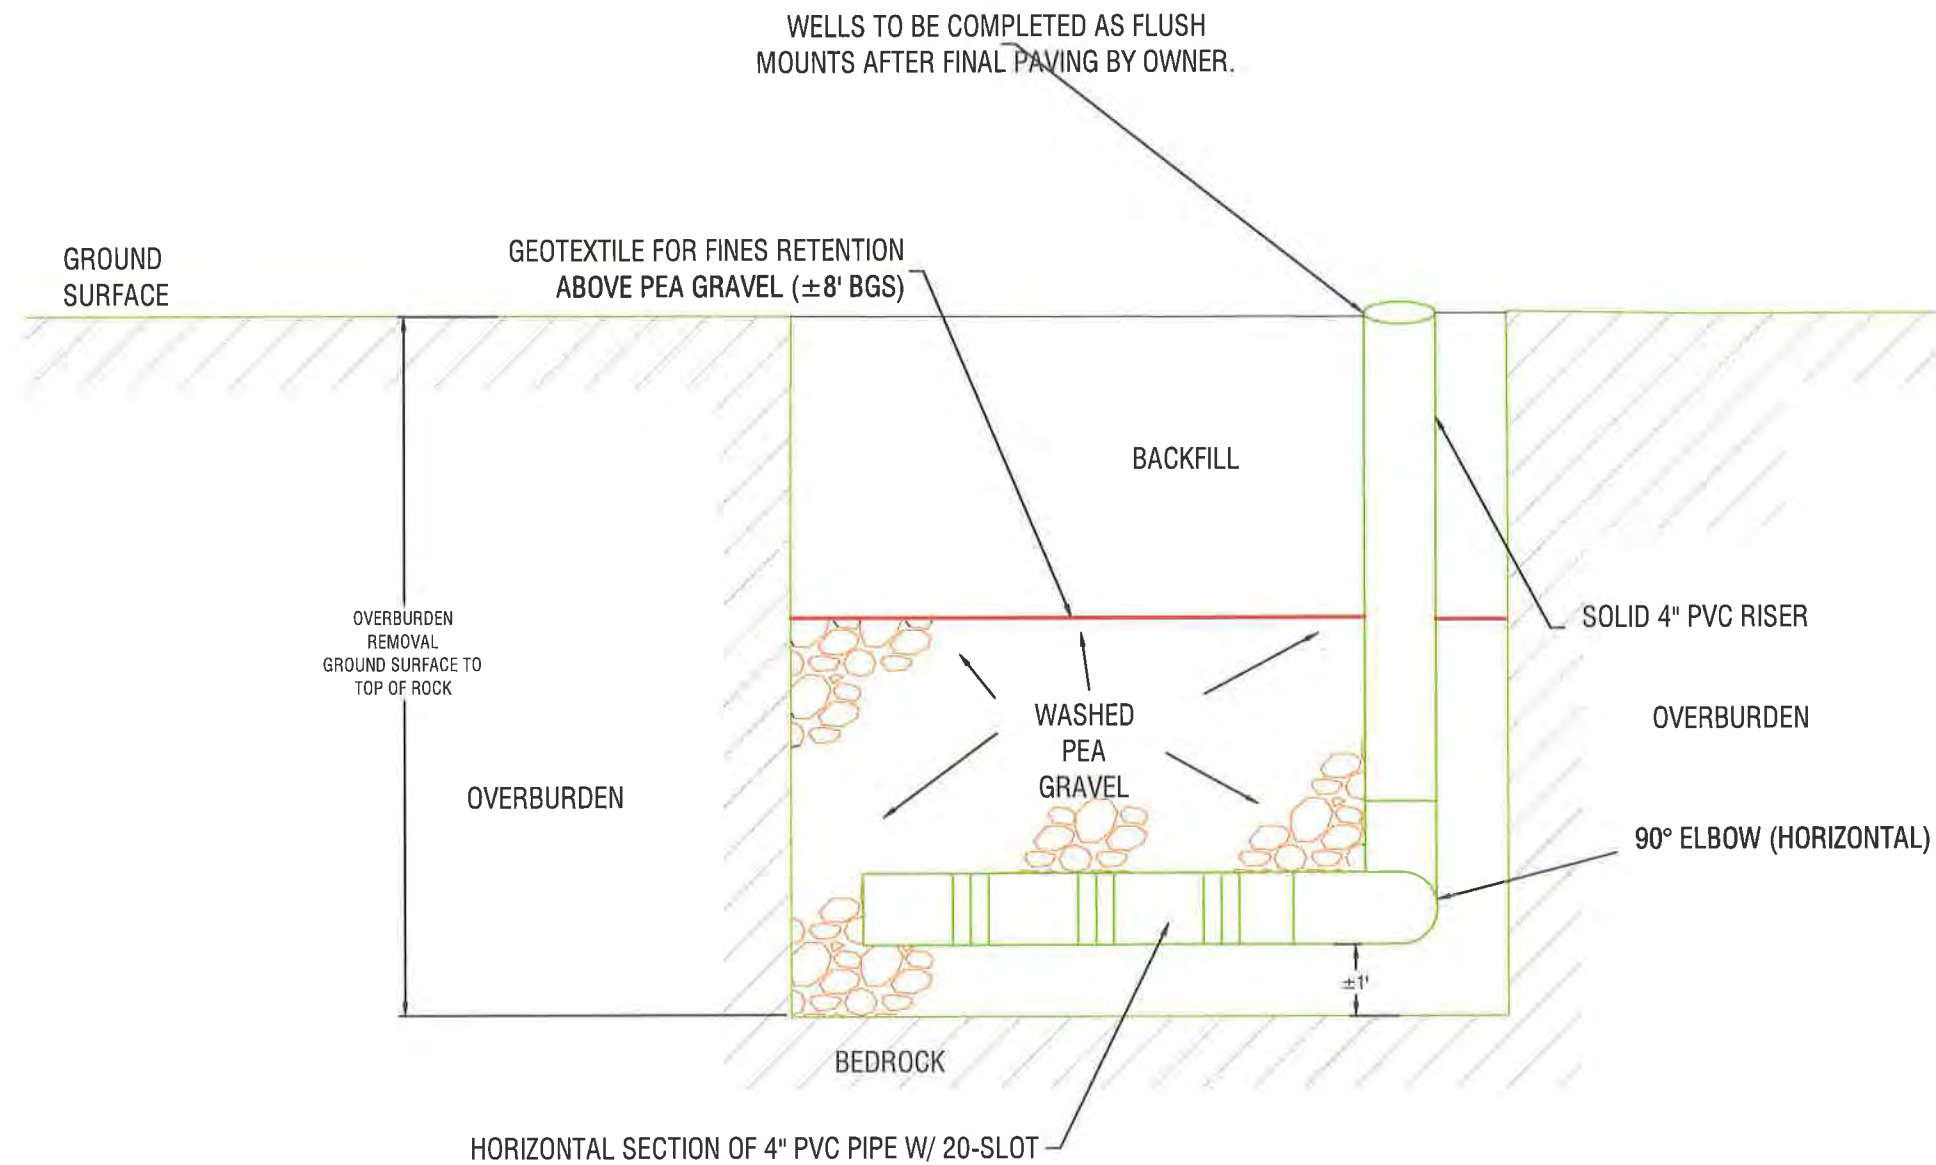 WELLS TO BE COMPLETED AS FLUSH
MOUNTS AFTER FINAL PAVING BY OWNER.
GROUND
SURFACE
GEOTEXTILE FOR FINES RETENTION
ABOVE PEA GRAVEL (±8' BGS)
BACKFILL
OVERBURDEN
REMOVAL
GROUND SURFACE TO
TOP OF ROCK
SOLID 4" PVC RISER
WASHED
PEA
GRAVEL
OVERBURDEN
OVERBURDEN
90° ELBOW (HORIZONTAL)
±1'
BEDROCK
HORIZONTAL SECTION OF 4" PVC PIPE W/ 20-SLOT